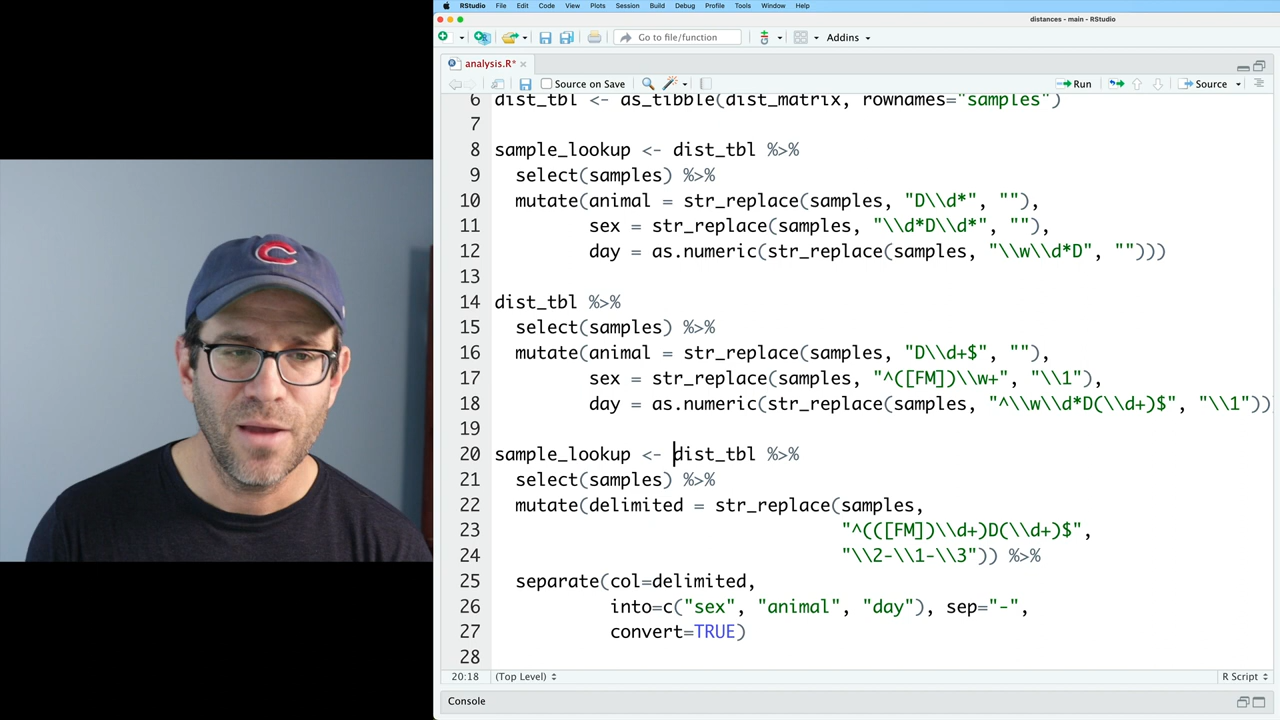 RStudio File Edit Code View Plots Session Build Debug Profile Tools Window Help
distances - main - RStudio
Go to file/function Addins
analysis.R*
Source on Save Run Source
6 dist_tbl <- as_tibble(dist_matrix, rownames="samples")
7
8 sample_lookup <- dist_tbl %>%
9 select(samples) %>%
10 mutate(animal = str_replace(samples, "D\\d*", ""),
11 sex = str_replace(samples, "\\d*D\\d*", ""),
12 day = as.numeric(str_replace(samples, "\\w\\d*D", "")))
13
14 dist_tbl %>%
15 select(samples) %>%
16 mutate(animal = str_replace(samples, "D\\d+$", ""),
17 sex = str_replace(samples, "^([FM])\\w+", "\\1"),
18 day = as.numeric(str_replace(samples, "^\\w\\d*D(\\d+)$", "\\1"))
19
20 sample_lookup <- dist_tbl %>%
21 select(samples) %>%
22 mutate(delimited = str_replace(samples,
23 "^(([FM])\\d+)D(\\d+)$",
24 "\\2-\\1-\\3")) %>%
25 separate(col=delimited,
26 into=c("sex", "animal", "day"), sep="-",
27 convert=TRUE)
28
20:18 (Top Level) R Script
Console
C